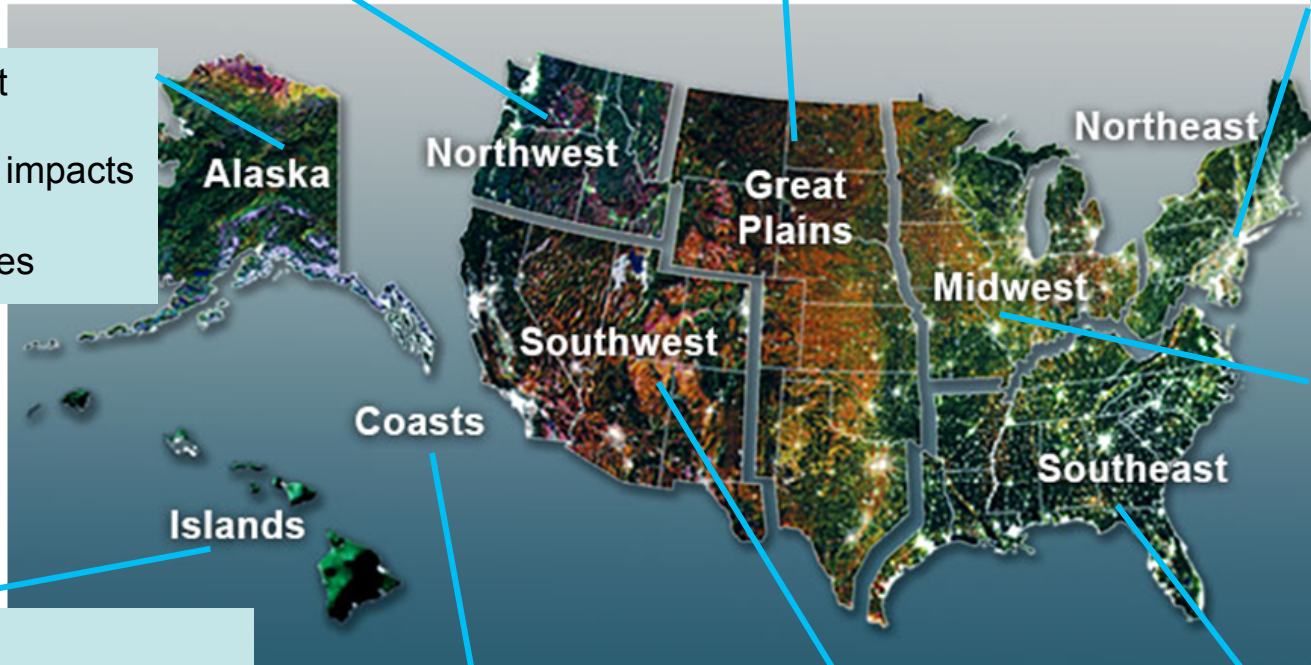 t
impacts
es
Alaska
Northwest
Great
Plains
Northeast
Midwest
Southwest
Coasts
Southeast
Islands